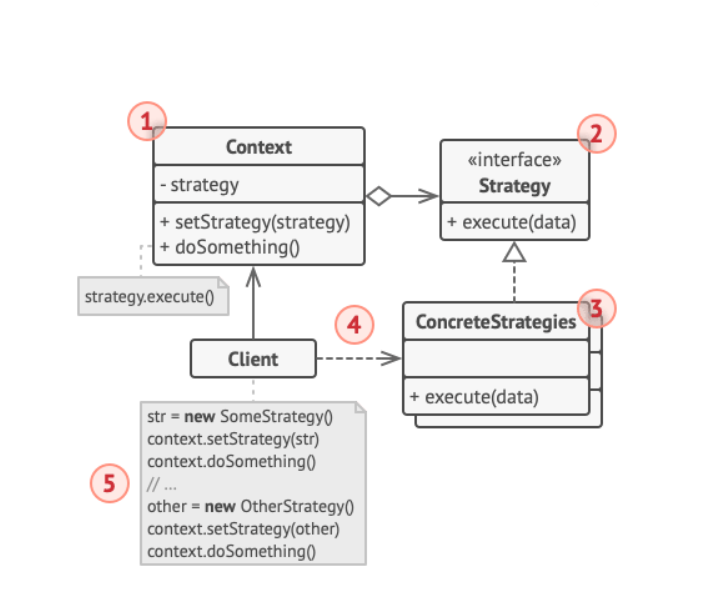 1
Context
- strategy
+ setStrategy(strategy)
+ doSomething()
strategy.execute()
2
«interface»
Strategy
+ execute(data)
3
ConcreteStrategies
+ execute(data)
4
Client
5
str = new SomeStrategy()
context.setStrategy(str)
context.doSomething()
// ...
other = new OtherStrategy()
context.setStrategy(other)
context.doSomething()